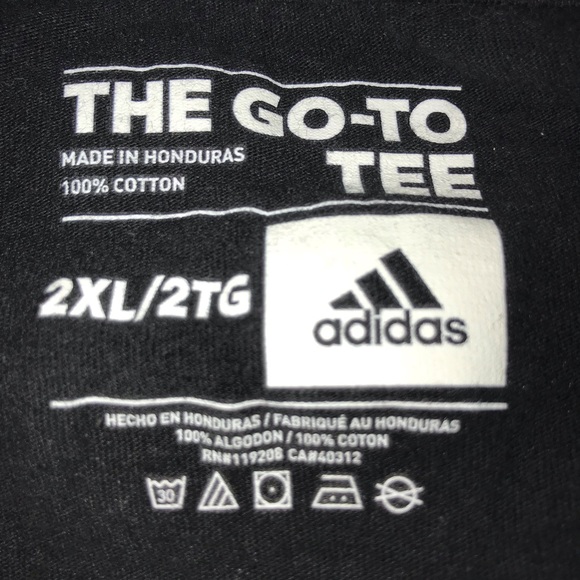 THE GO-TO
TEE
MADE IN HONDURAS
100% COTTON
2XL/2TG
adidas
HECHO EN HONDURAS / FABRIQUÉ AU HONDURAS
100% ALGODON / 100% COTON
RN#119208 CA#40312
30